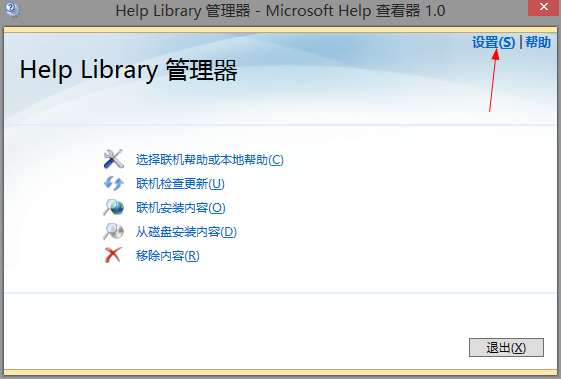 Help Library 管理器 - Microsoft Help 查看器 1.0
设置(S) | 帮助
Help Library 管理器
选择联机帮助或本地帮助(C)
联机检查更新(U)
联机安装内容(O)
从磁盘安装内容(D)
移除内容(R)
退出(X)